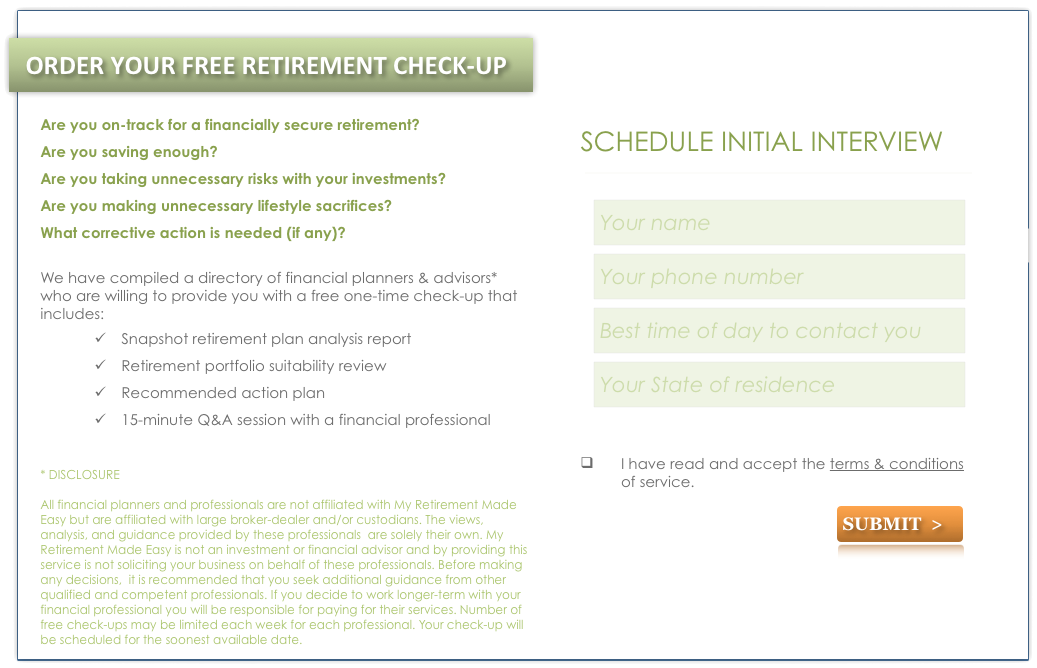 ORDER YOUR FREE RETIREMENT CHECK-UP
Are you on-track for a financially secure retirement?
Are you saving enough?
Are you taking unnecessary risks with your investments?
Are you making unnecessary lifestyle sacrifices?
What corrective action is needed (if any)?
We have compiled a directory of financial planners & advisors*
who are willing to provide you with a free one-time check-up that
includes:
✓ Snapshot retirement plan analysis report
✓ Retirement portfolio suitability review
✓ Recommended action plan
✓ 15-minute Q&A session with a financial professional
* DISCLOSURE
All financial planners and professionals are not affiliated with My Retirement Made
Easy but are affiliated with large broker-dealer and/or custodians. The views,
analysis, and guidance provided by these professionals  are solely their own. My
Retirement Made Easy is not an investment or financial advisor and by providing this
service is not soliciting your business on behalf of these professionals. Before making
any decisions,  it is recommended that you seek additional guidance from other
qualified and competent professionals. If you decide to work longer-term with your
financial professional you will be responsible for paying for their services. Number of
free check-ups may be limited each week for each professional. Your check-up will
be scheduled for the soonest available date.
SCHEDULE INITIAL INTERVIEW
Your name
Your phone number
Best time of day to contact you
Your State of residence
❑ I have read and accept the terms & conditions
of service.
SUBMIT >